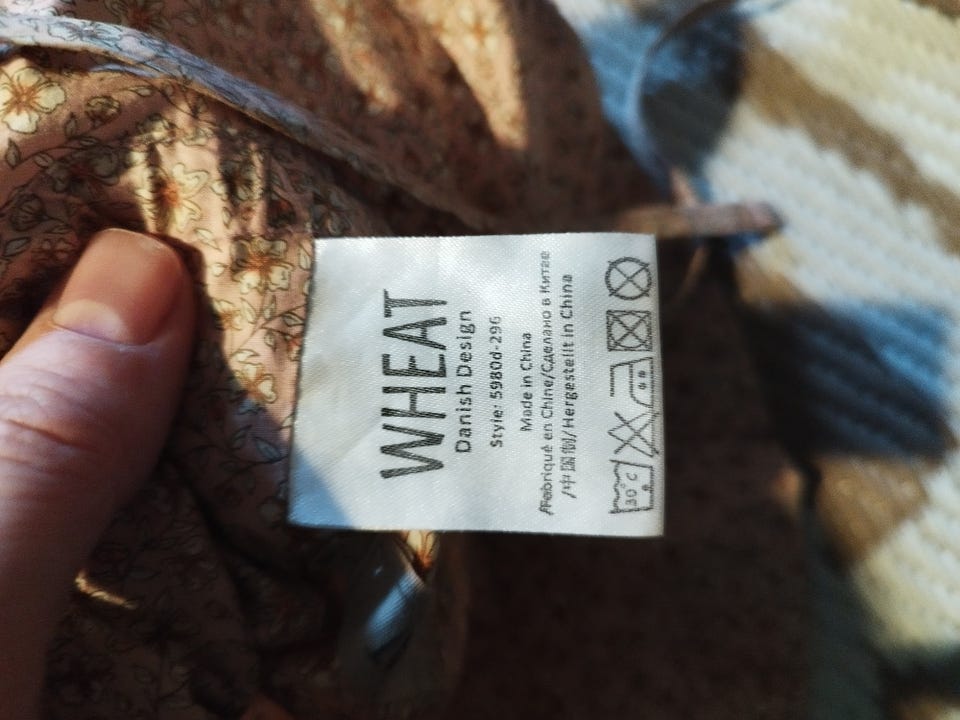 WHEAT
Danish Design
Style: 5980d-296
Made in China
/Fabriqué en Chine/Сделано в Китае
/中国制/Hergestellt in China
30°C